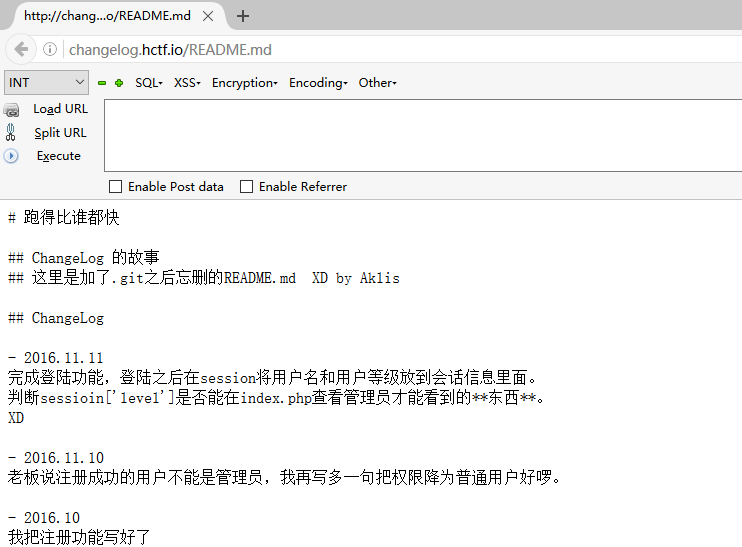 http://chang...o/README.md
changelog.hctf.io/README.md
INT
SQL
XSS
Encryption
Encoding
Other
Load URL
Split URL
Execute
Enable Post data
Enable Referrer
# 跑得比谁都快
## ChangeLog 的故事
## 这里是加了.git之后忘删的README.md XD by Aklis
## ChangeLog
- 2016.11.11
完成登陆功能，登陆之后在session将用户名和用户等级放到会话信息里面。
判断sessioin['level']是否能在index.php查看管理员才能看到的**东西**。
XD
- 2016.11.10
老板说注册成功的用户不能是管理员，我再写多一句把权限降为普通用户好啰。
- 2016.10
我把注册功能写好了